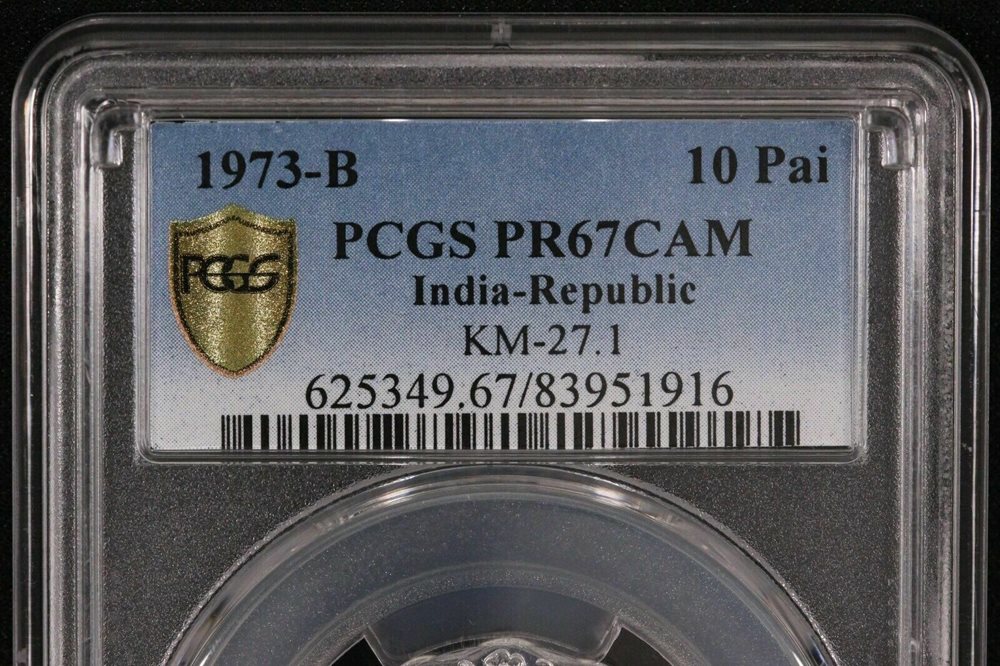 1973-B 10 Pai
PCGS PR67CAM
PCGS
India-Republic
KM-27.1
625349.67/83951916